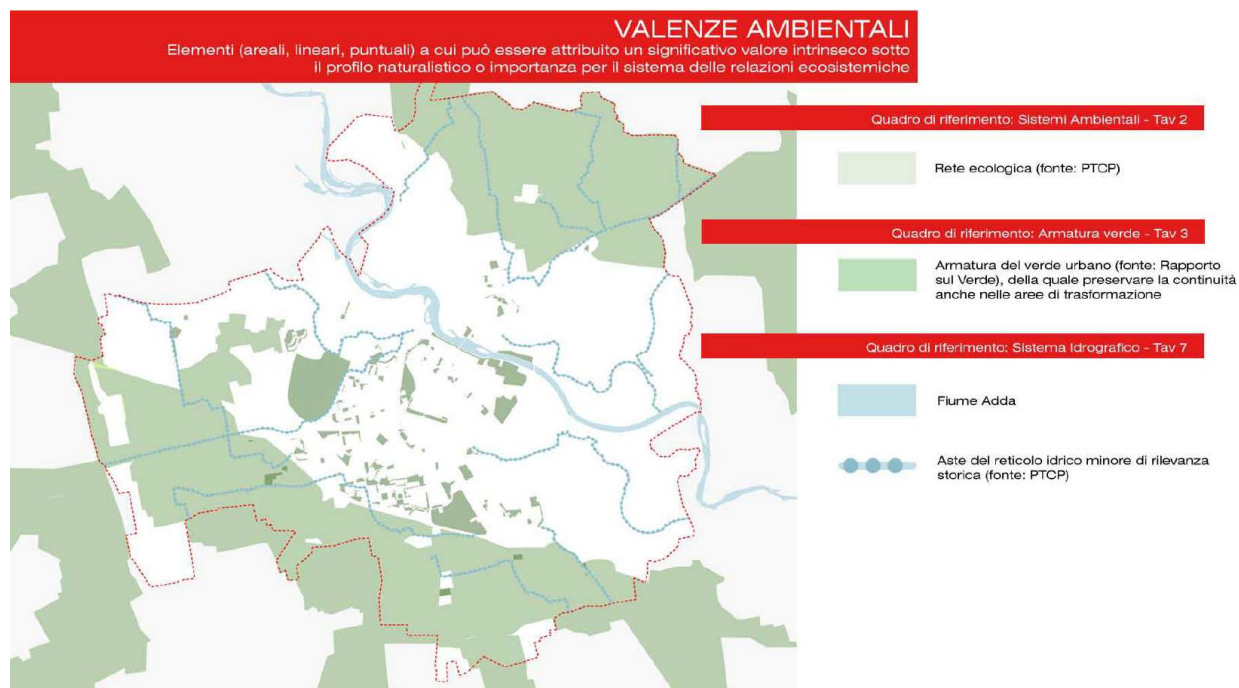 VALENZE AMBIENTALI
Elementi (areali, lineari, puntuali) a cui può essere attribuito un significativo valore intrinseco sotto
il profilo naturalistico o importanza per il sistema delle relazioni ecosistemiche
Quadro di riferimento: Sistemi Ambientali - Tav 2
Rete ecologica (fonte: PTCP)
Quadro di riferimento: Armatura verde - Tav 3
Armatura del verde urbano (fonte: Rapporto
sul Verde), della quale preservare la continuità
anche nelle aree di trasformazione
Quadro di riferimento: Sistema Idrografico - Tav 7
Fiume Adda
Aste del reticolo idrico minore di rilevanza
storica (fonte: PTCP)